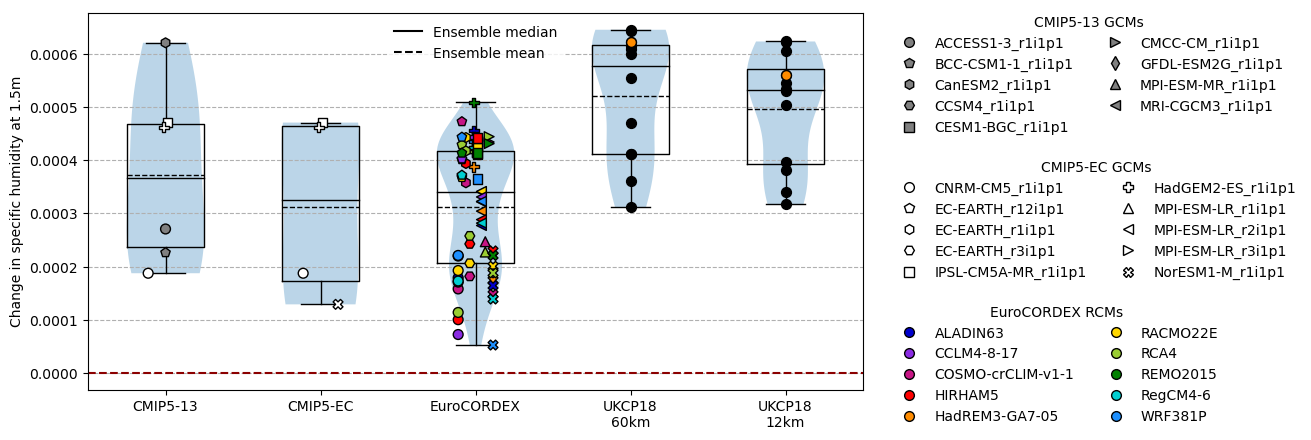 Change in specific humidity at 1.5m
0.0006
0.0005
0.0004
0.0003
0.0002
0.0001
0.0000
Ensemble median
Ensemble mean
CMIP5-13
CMIP5-EC
EuroCORDEX
UKCP18
60km
UKCP18
12km
CMIP5-13 GCMs
ACCESS1-3_r1i1p1
BCC-CSM1-1_r1i1p1
CanESM2_r1i1p1
CCSM4_r1i1p1
CESM1-BGC_r1i1p1
CMCC-CM_r1i1p1
GFDL-ESM2G_r1i1p1
MPI-ESM-MR_r1i1p1
MRI-CGCM3_r1i1p1
CMIP5-EC GCMs
CNRM-CM5_r1i1p1
EC-EARTH_r12i1p1
EC-EARTH_r1i1p1
EC-EARTH_r3i1p1
IPSL-CM5A-MR_r1i1p1
HadGEM2-ES_r1i1p1
MPI-ESM-LR_r1i1p1
MPI-ESM-LR_r2i1p1
MPI-ESM-LR_r3i1p1
NorESM1-M_r1i1p1
EuroCORDEX RCMs
ALADIN63
CCLM4-8-17
COSMO-crCLIM-v1-1
HIRHAM5
HadREM3-GA7-05
RACMO22E
RCA4
REMO2015
RegCM4-6
WRF381P